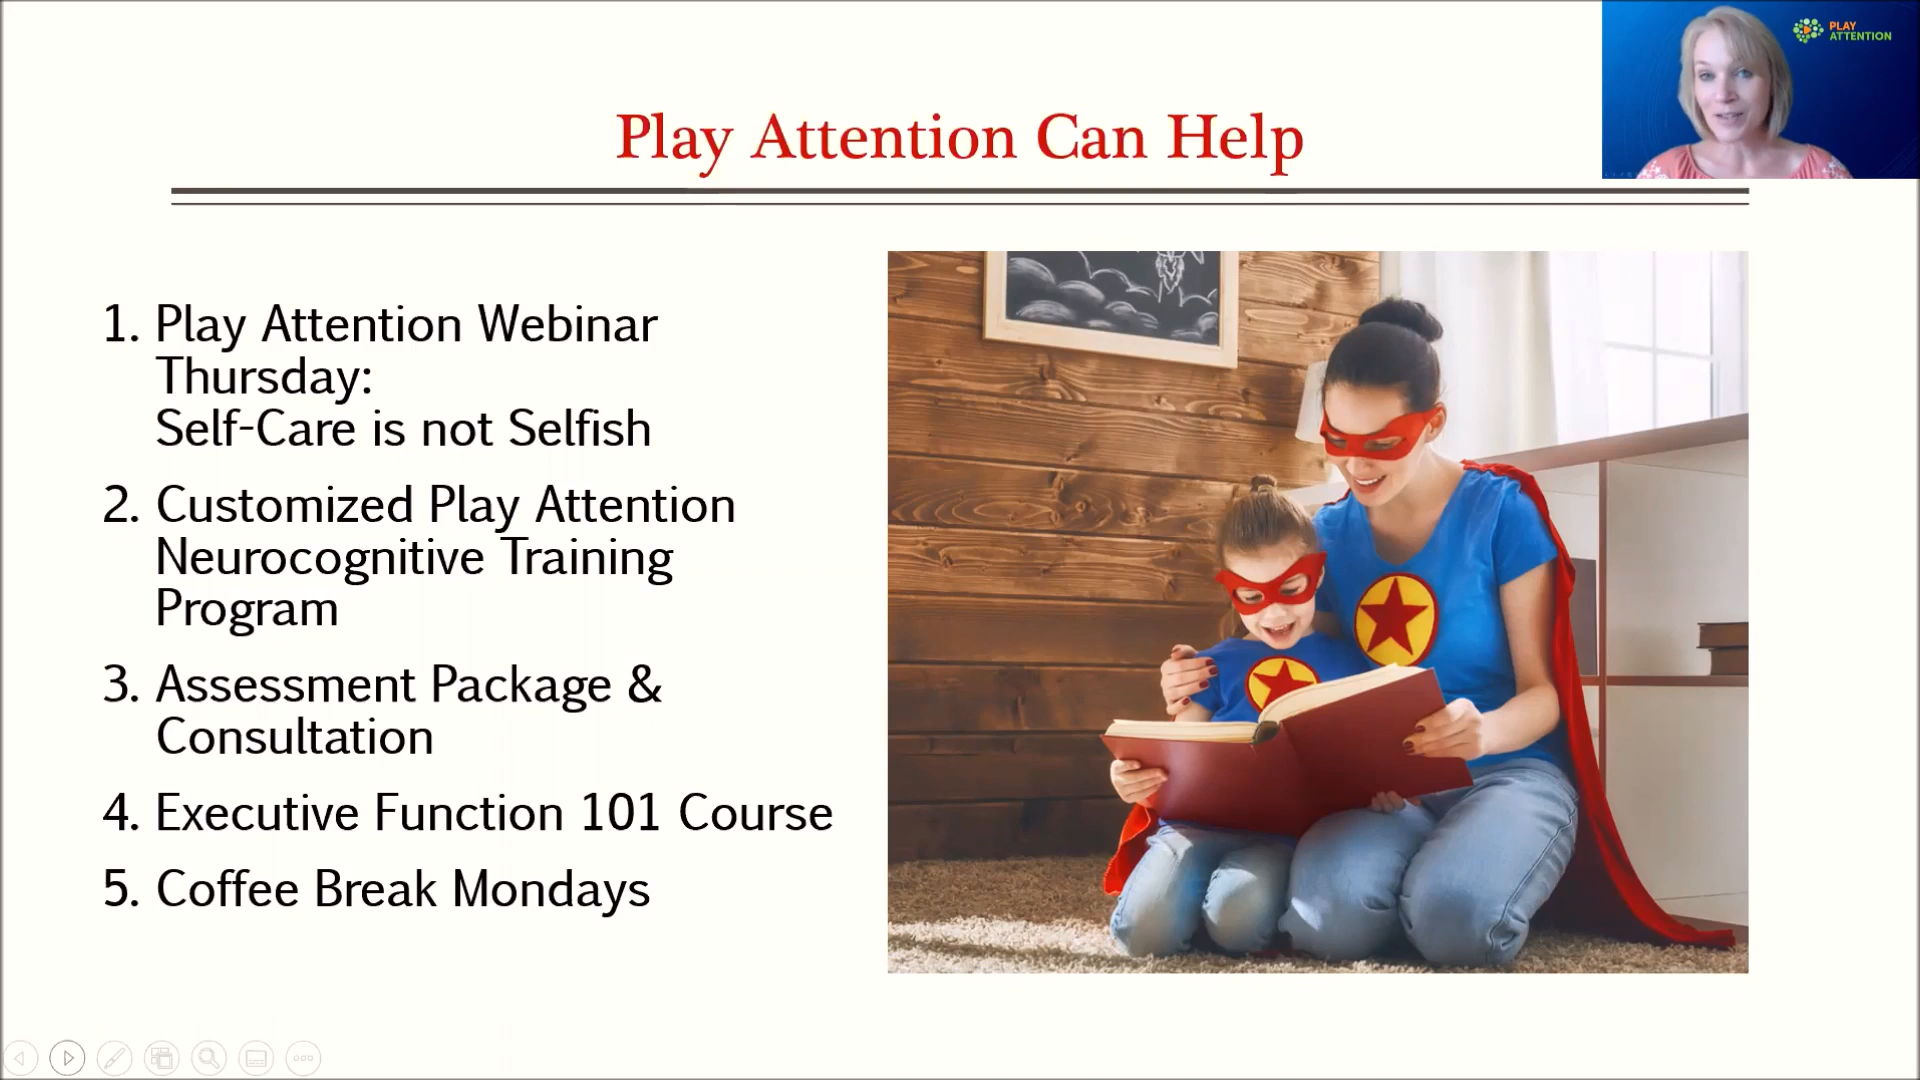 PLAY
ATTENTION
Play Attention Can Help
1. Play Attention Webinar
Thursday:
Self-Care is not Selfish
2. Customized Play Attention
Neurocognitive Training
Program
3. Assessment Package &
Consultation
4. Executive Function 101 Course
5. Coffee Break Mondays